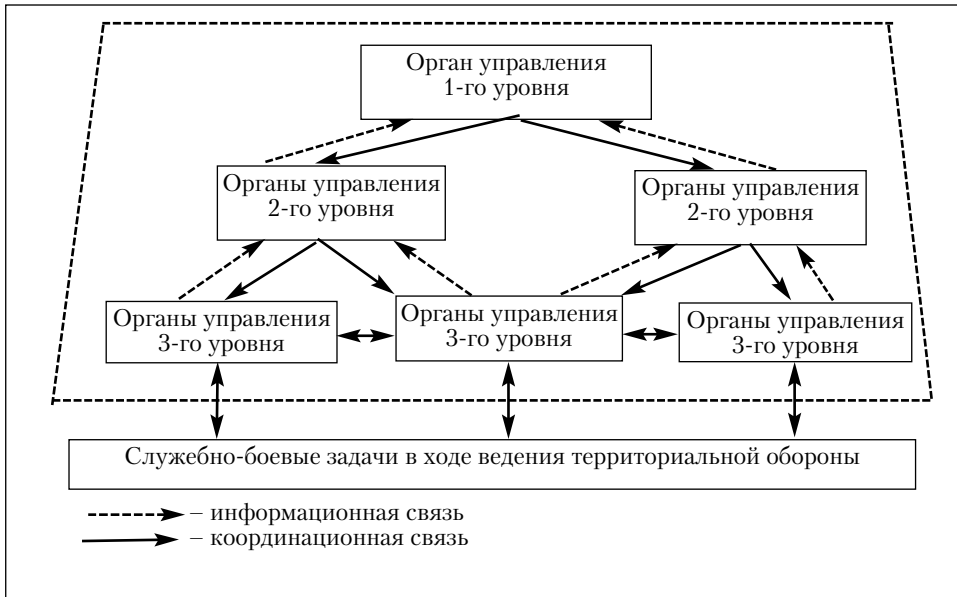 Орган управления
1-го уровня
Органы управления
2-го уровня
Органы управления
2-го уровня
Органы управления
3-го уровня
Органы управления
3-го уровня
Органы управления
3-го уровня
Служебно-боевые задачи в ходе ведения территориальной обороны
– информационная связь
– координационная связь